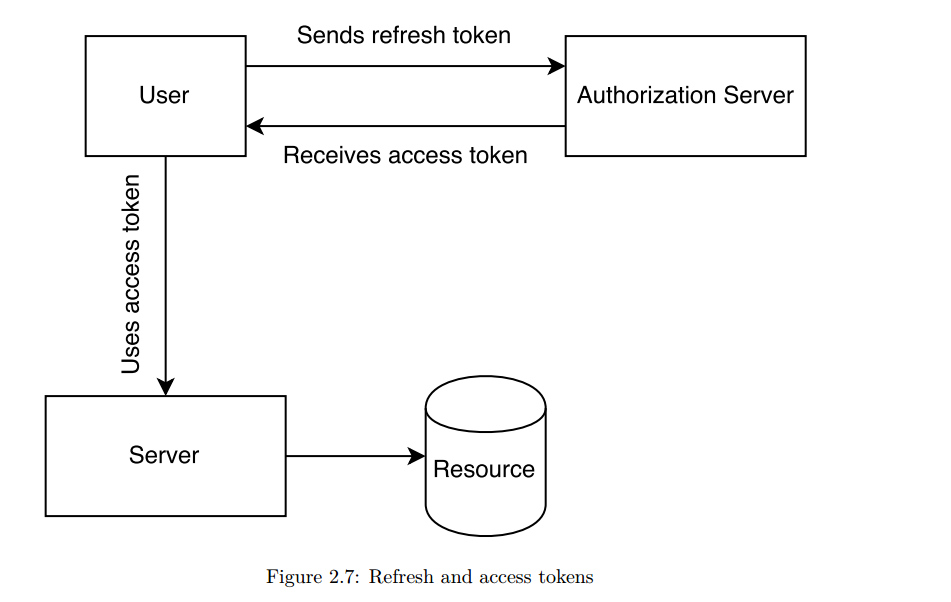 Sends refresh token
User
Authorization Server
Receives access token
Uses access token
Server
Resource
Figure 2.7: Refresh and access tokens